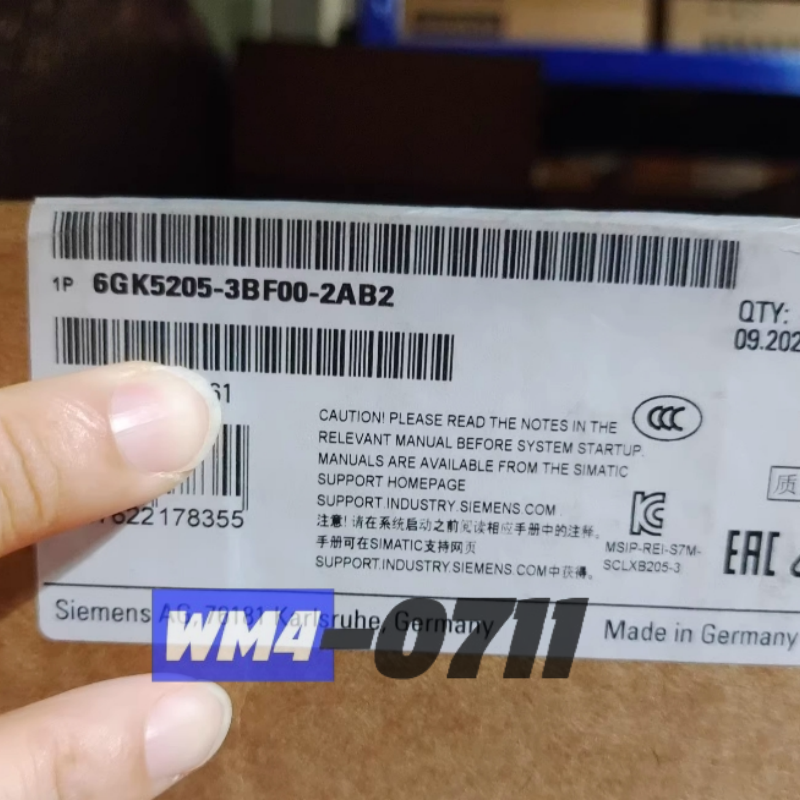 1P 6GK5205-3BF00-2AB2
QTY:
09.202
61
CAUTION! PLEASE READ THE NOTES IN THE
RELEVANT MANUAL BEFORE SYSTEM STARTUP.
MANUALS ARE AVAILABLE FROM THE SIMATIC
SUPPORT HOMEPAGE
SUPPORT.INDUSTRY.SIEMENS.COM
注意! 请在系统启动之前阅读相应手册中的注释。
手册可在SIMATIC支持网页
SUPPORT.INDUSTRY.SIEMENS.COM中获得。
CCC
质
622178355
MSIP-REI-S7M-
SCLXB205-3
EAC
Siemens AG, 76181 Karlsruhe, Germany
Made in Germany
WM4-0711